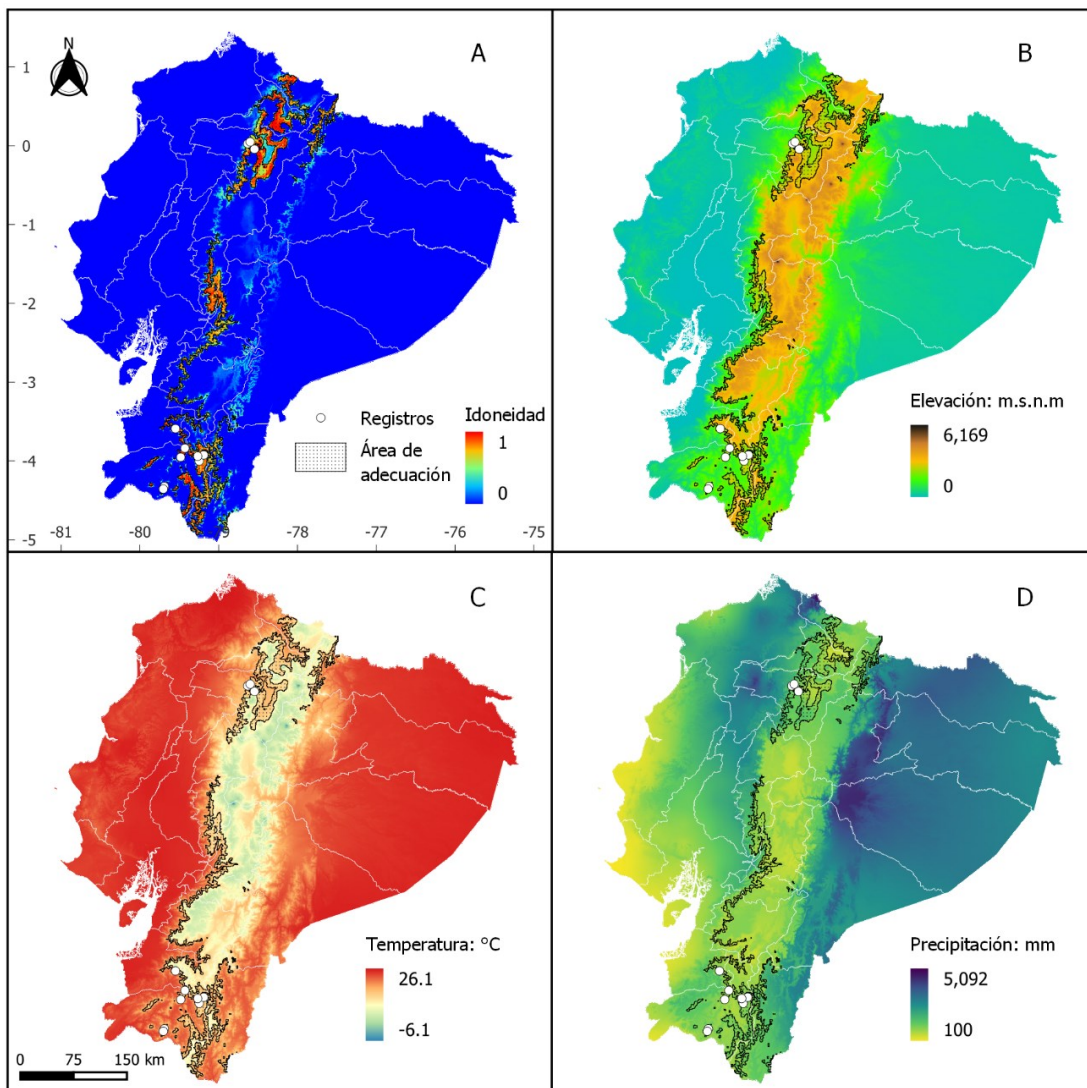 N
A
1
0
-1
-2
-3
-4
-5
-81
-80
-79
-78
-77
-76
-75
Registros
Área de
adecuación
Idoneidad
1
0
B
Elevación: m.s.n.m
6,169
0
C
Temperatura: °C
26.1
-6.1
0 75 150 km
D
Precipitación: mm
5,092
100